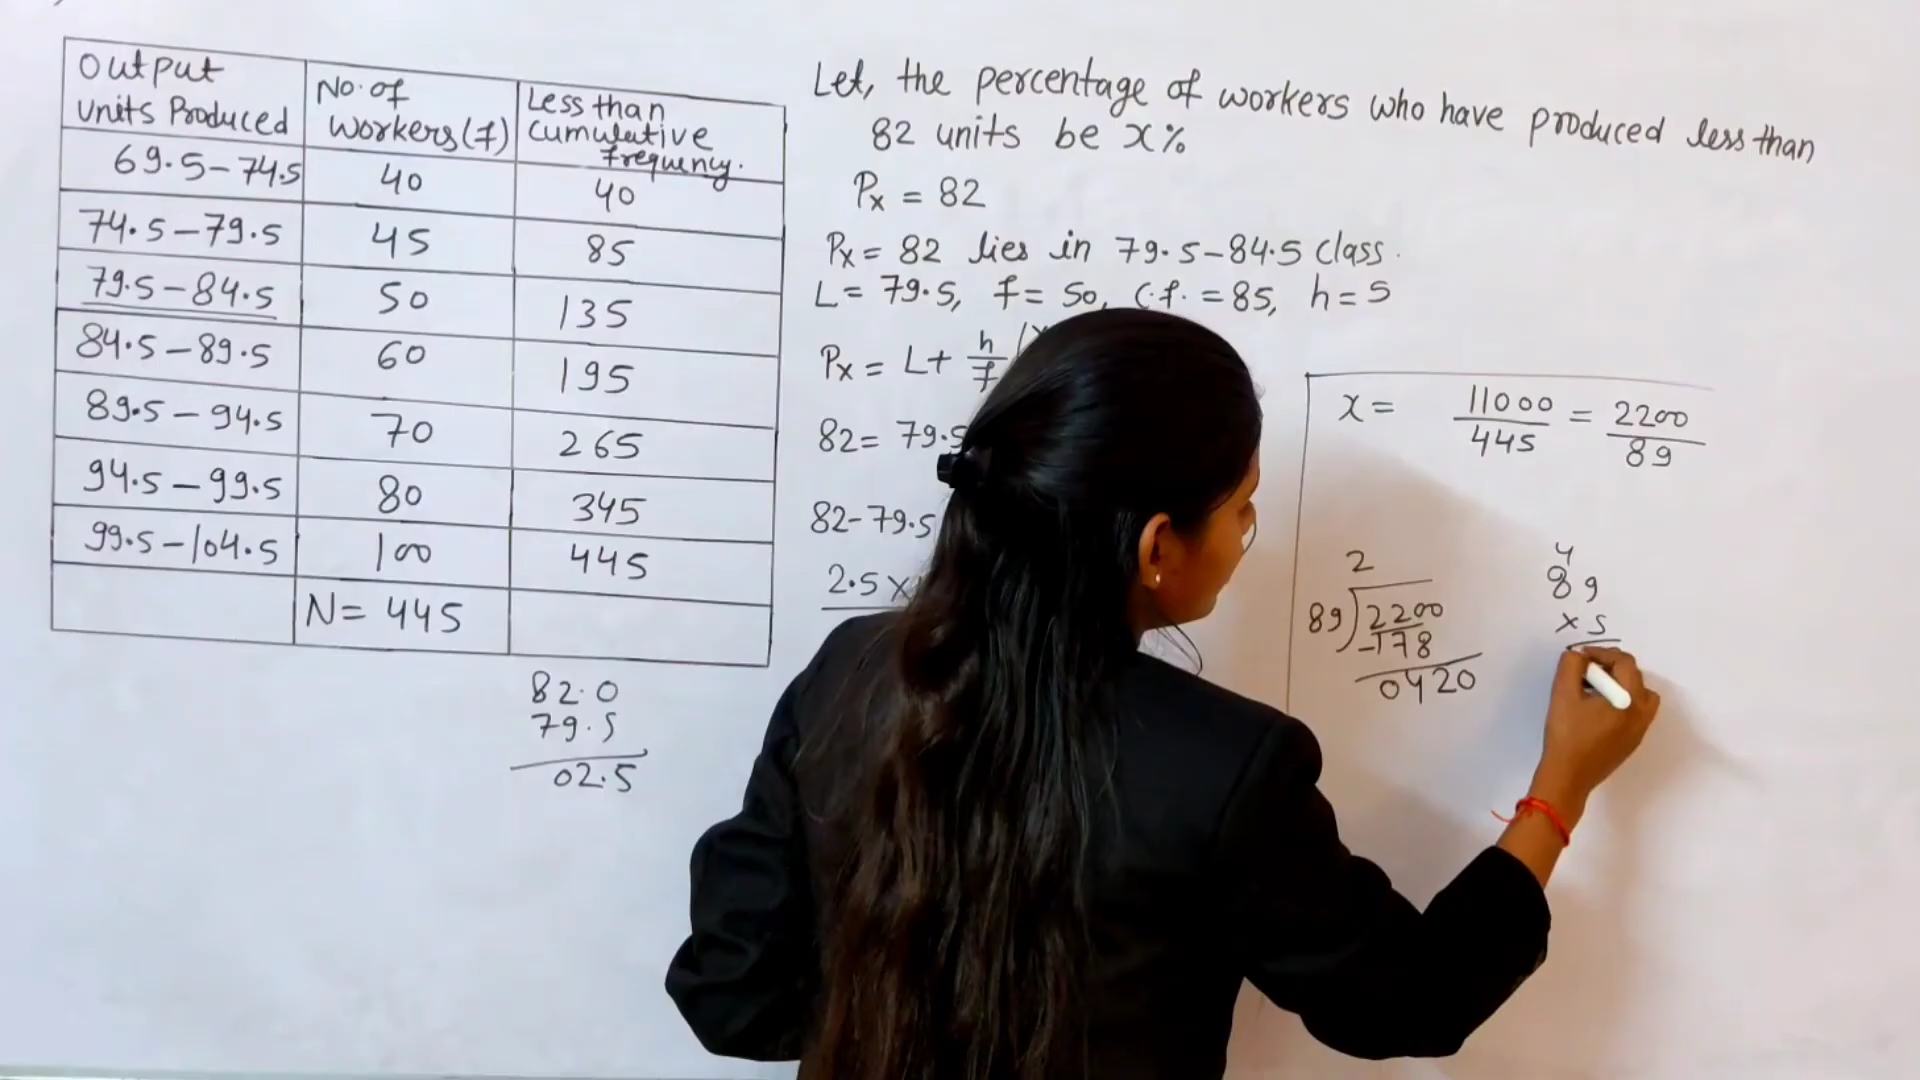 Output Units Produced | No. of Workers (f) | Less than Cumulative frequency.
69.5-74.5 | 40 | 40
74.5-79.5 | 45 | 85
79.5-84.5 | 50 | 135
84.5-89.5 | 60 | 195
89.5-94.5 | 70 | 265
94.5-99.5 | 80 | 345
99.5-104.5 | 100 | 445
N= 445
82.0
79.5
02.5
Let, the percentage of workers who have produced less than
82 units be x%
Px = 82
Px = 82 lies in 79.5-84.5 class.
L= 79.5, f= 50, C.f. =85, h=5
Px = L+ h/f
82= 79.5
82-79.5
2.5×
x= 11000/445 = 2200/89
2
89)2200
-178
0420
4
89
×5